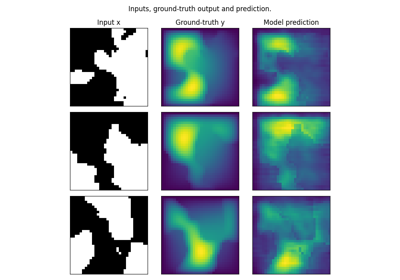 Inputs, ground-truth output and prediction.
Input x
Ground-truth y
Model prediction